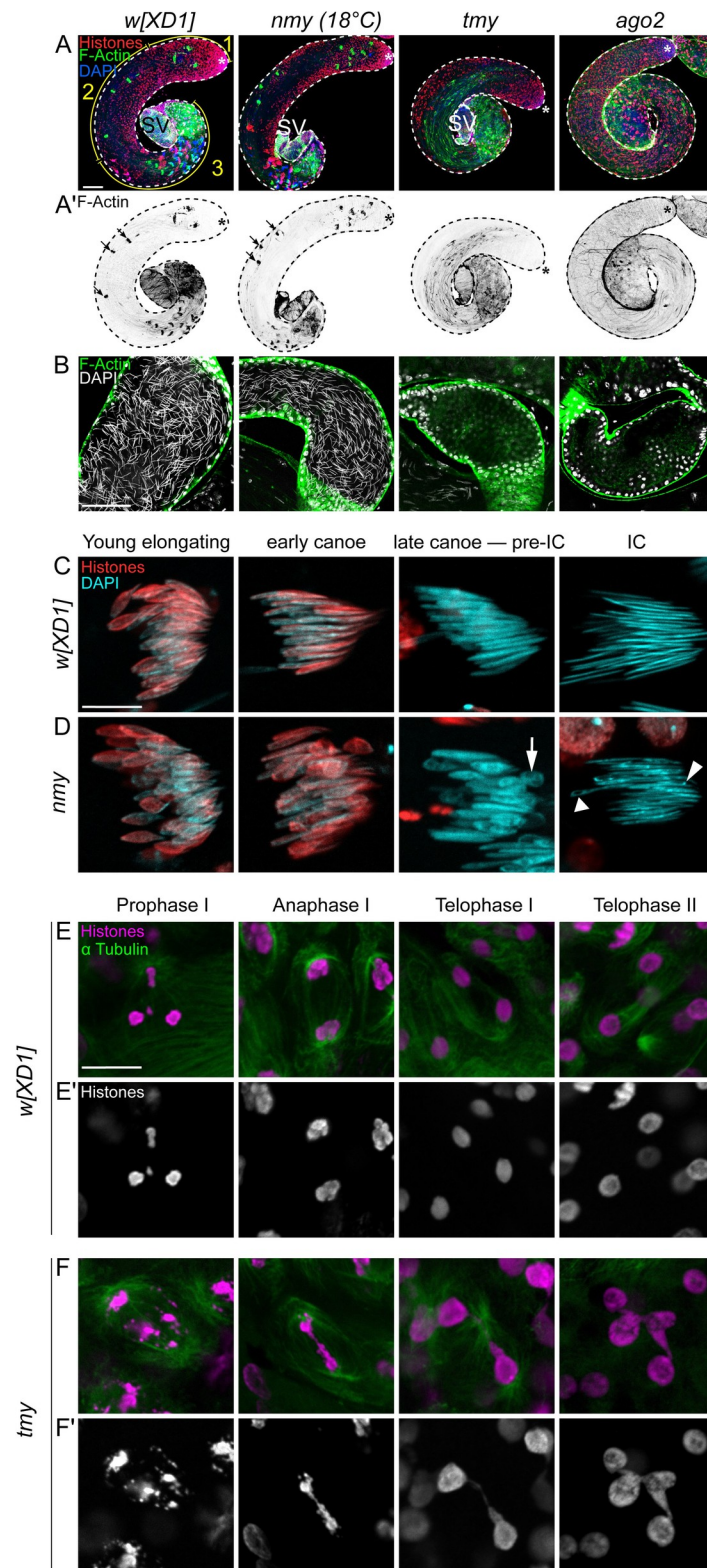 w[XD1] nmy (18°C) tmy ago2
A Histones
F-Actin
DAPI
1
2
3
SV SV SV
* * * *
A' F-Actin
* * * *
B F-Actin
DAPI
Young elongating early canoe late canoe — pre-IC IC
C Histones
DAPI
w[XD1]
D
nmy
Prophase I Anaphase I Telophase I Telophase II
E Histones
α Tubulin
E' Histones
w[XD1]
F
F'
tmy